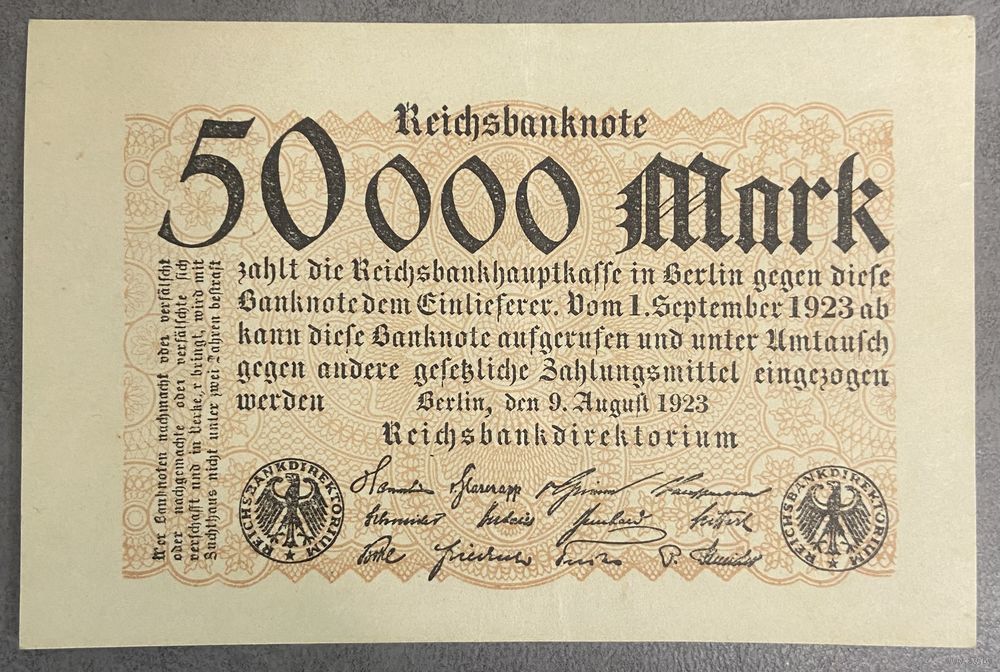 Reichsbanknote
50000 Mark
zahlt die Reichsbankhauptkasse in Berlin gegen diese
Banknote dem Einlieferer. Vom 1. September 1923 ab
kann diese Banknote aufgerufen und unter Umtausch
gegen andere gesetzliche Zahlungsmittel eingezogen
werden
Berlin, den 9. August 1923
Reichsbankdirektorium
Wer Banknoten nachmacht oder verfälscht
oder nachgemachte oder verfälschte sich
verschafft und in Verkehr bringt, wird mit
Zuchthaus nicht unter zwei Jahren bestraft
REICHSBANKDIREKTORIUM
REICHSBANKDIREKTORIUM